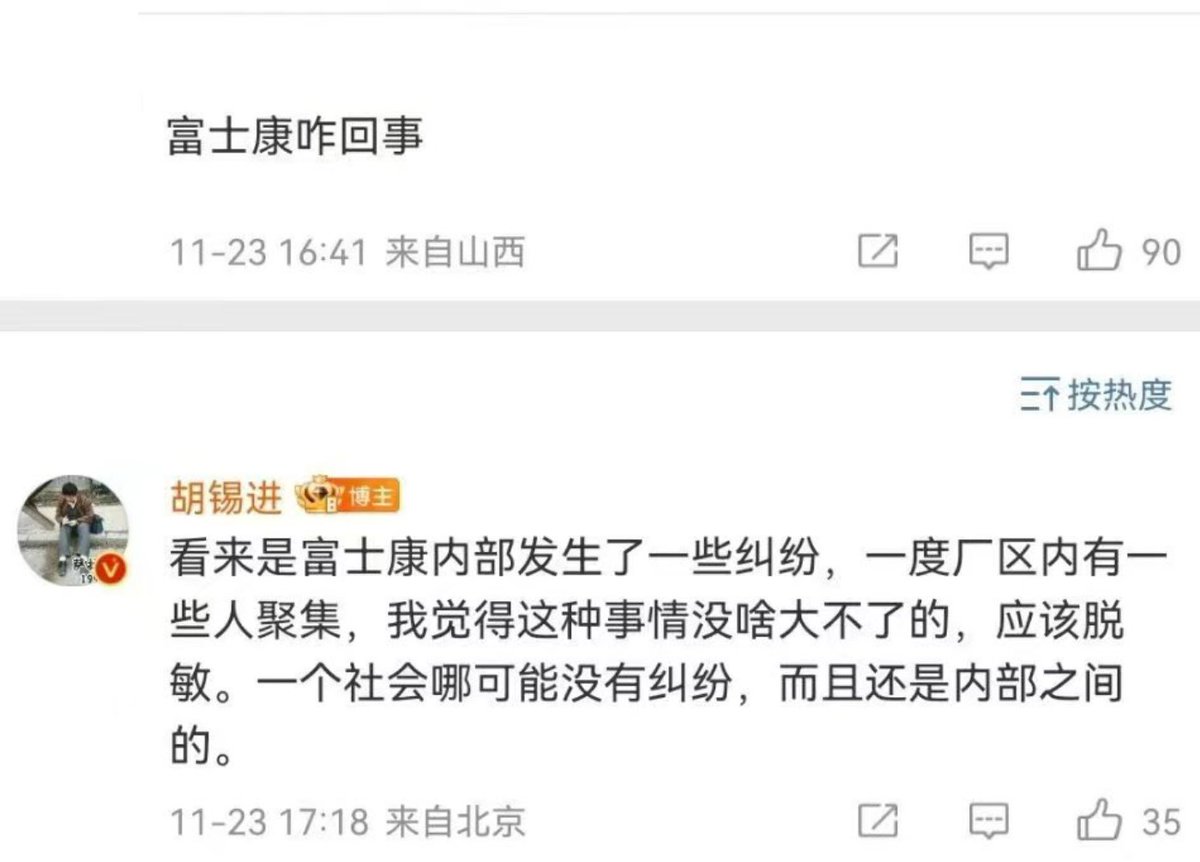 富士康咋回事
11-23 16:41 来自山西
90
按热度
胡锡进 博主
看来是富士康内部发生了一些纠纷，一度厂区内有一
些人聚集，我觉得这种事情没啥大不了的，应该脱
敏。一个社会哪可能没有纠纷，而且还是内部之间
的。
11-23 17:18 来自北京
35